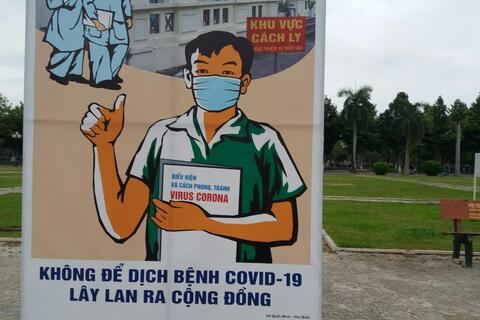 KHU VỰC
CÁCH LY
BIỂU HIỆN
VÀ CÁCH PHÒNG, TRÁNH
VIRUS CORONA
KHÔNG ĐỂ DỊCH BỆNH COVID-19
LÂY LAN RA CỘNG ĐỒNG